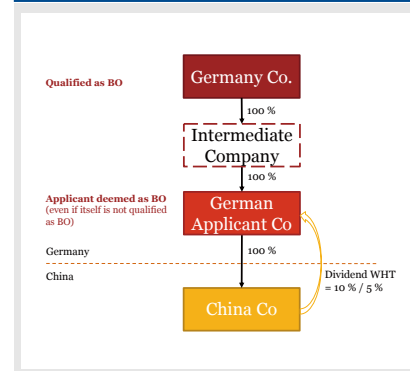 Qualified as BO
Germany Co.
100 %
Intermediate
Company
100 %
Applicant deemed as BO
(even if itself is not qualified
as BO)
German
Applicant Co
Germany
100 %
China
Dividend WHT
= 10 % / 5 %
China Co